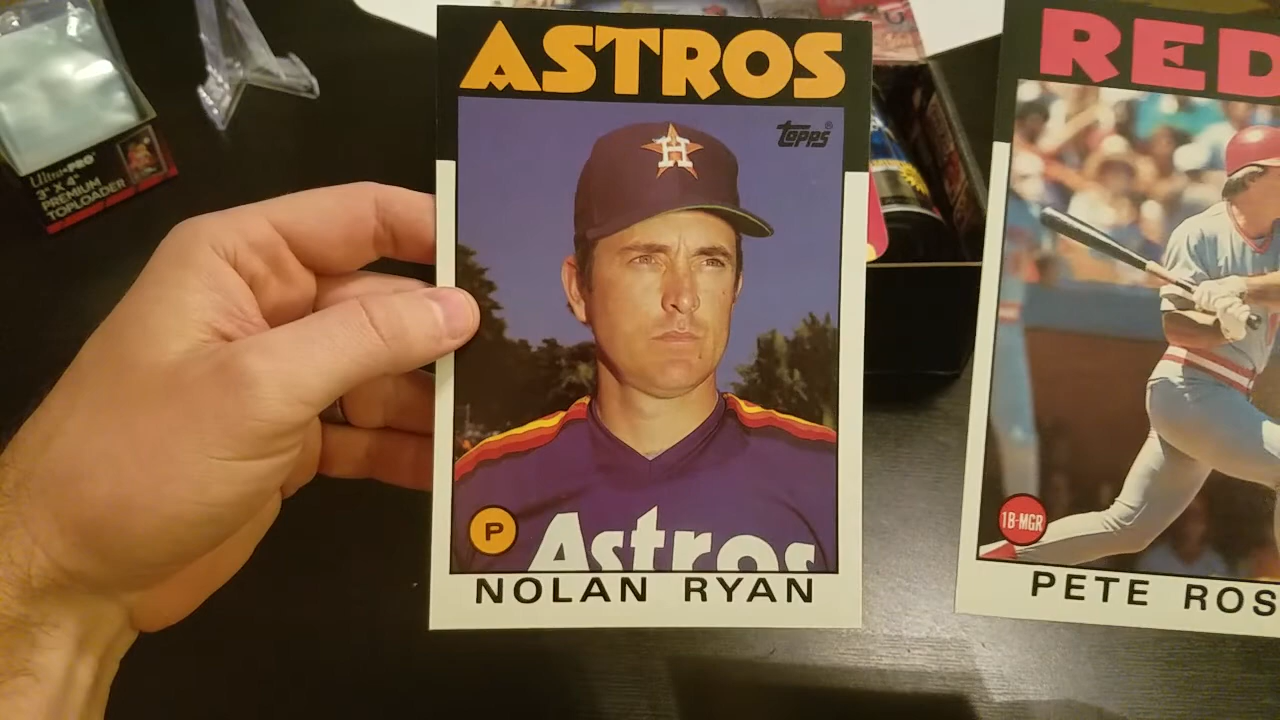 ASTROS
Topps®
H
P
Astros
NOLAN RYAN
RED
1B-MGR
PETE ROS
Ultra·PRO®
3" X 4"
PREMIUM
TOPLOADER